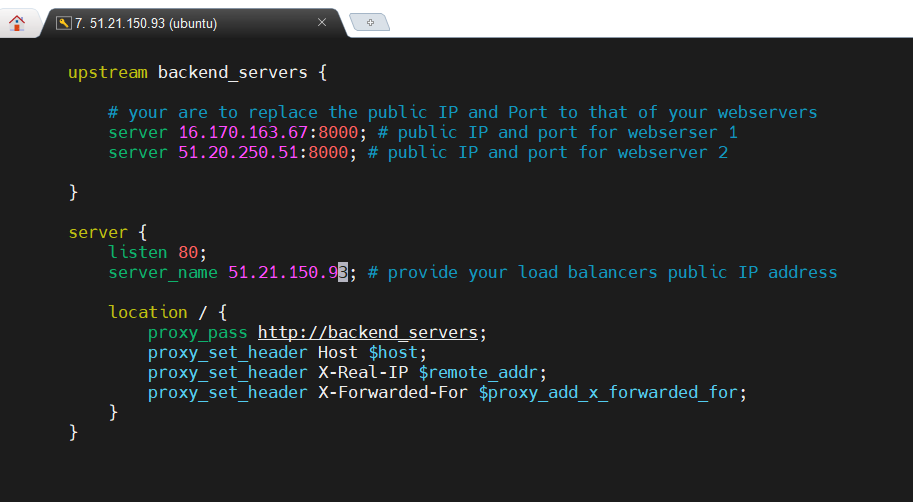 7. 51.21.150.93 (ubuntu)
upstream backend_servers {
# your are to replace the public IP and Port to that of your webservers
server 16.170.163.67:8000; # public IP and port for webserser 1
server 51.20.250.51:8000; # public IP and port for webserver 2
}
server {
listen 80;
server_name 51.21.150.93; # provide your load balancers public IP address
location / {
proxy_pass http://backend_servers;
proxy_set_header Host $host;
proxy_set_header X-Real-IP $remote_addr;
proxy_set_header X-Forwarded-For $proxy_add_x_forwarded_for;
}
}